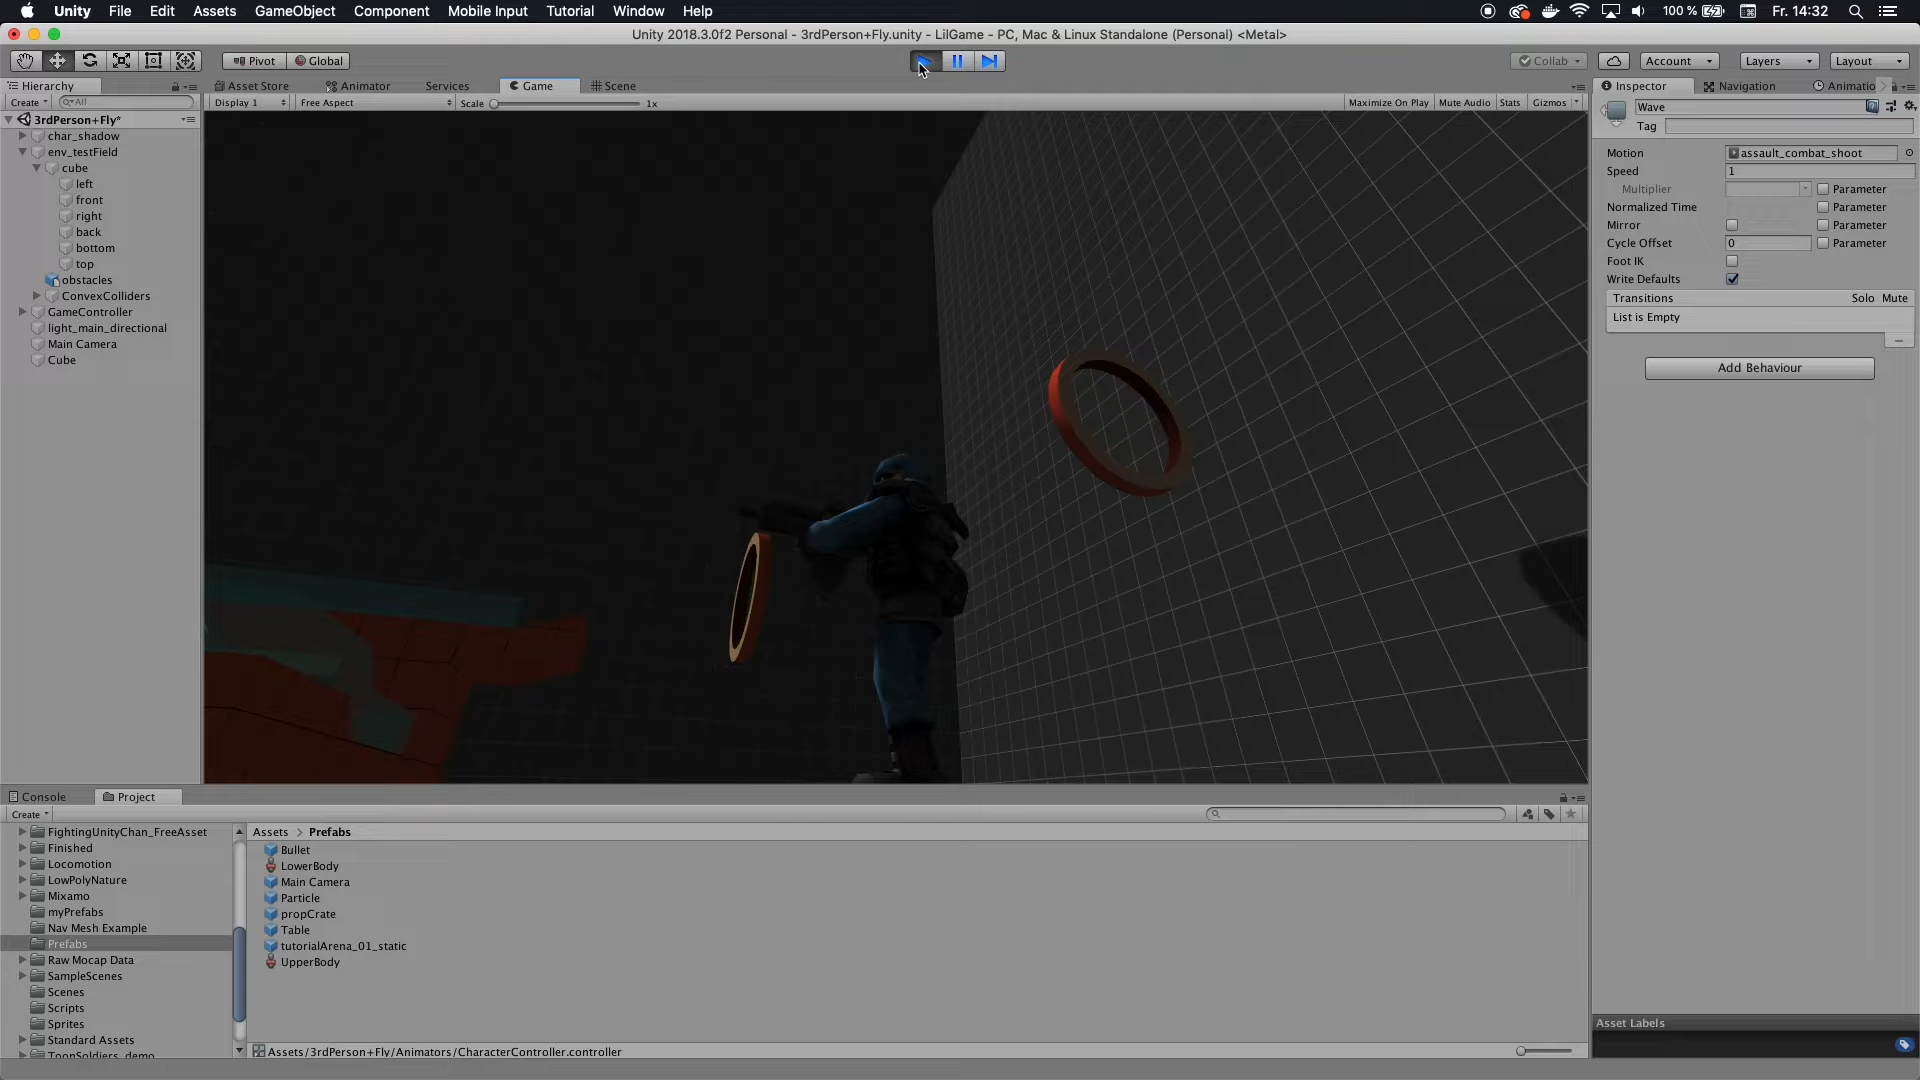 Unity File Edit Assets GameObject Component Mobile Input Tutorial Window Help 100 % Fr. 14:32
Unity 2018.3.0f2 Personal - 3rdPerson+Fly.unity - LilGame - PC, Mac & Linux Standalone (Personal) <Metal>
Pivot Global Collab Account Layers Layout
Hierarchy Asset Store Animator Services Game Scene Inspector Navigation Animatio
Create All Display 1 Free Aspect Scale 1x Maximize On Play Mute Audio Stats Gizmos Wave
3rdPerson+Fly*
Tag
char_shadow
env_testField
Motion assault_combat_shoot
cube
Speed 1
left
Multiplier Parameter
front
Normalized Time Parameter
right
Mirror Parameter
back
Cycle Offset 0 Parameter
bottom
Foot IK
top
Write Defaults
obstacles
Transitions Solo Mute
ConvexColliders
List is Empty
GameController
light_main_directional
Main Camera
Cube
Add Behaviour
Console Project
Create
FightingUnityChan_FreeAsset
Finished
Locomotion
LowPolyNature
Mixamo
myPrefabs
Nav Mesh Example
Prefabs
Raw Mocap Data
SampleScenes
Scenes
Scripts
Sprites
Standard Assets
ToonSoldiers_demo
Assets > Prefabs
Bullet
LowerBody
Main Camera
Particle
propCrate
Table
tutorialArena_01_static
UpperBody
Assets/3rdPerson+Fly/Animators/CharacterController.controller
Asset Labels